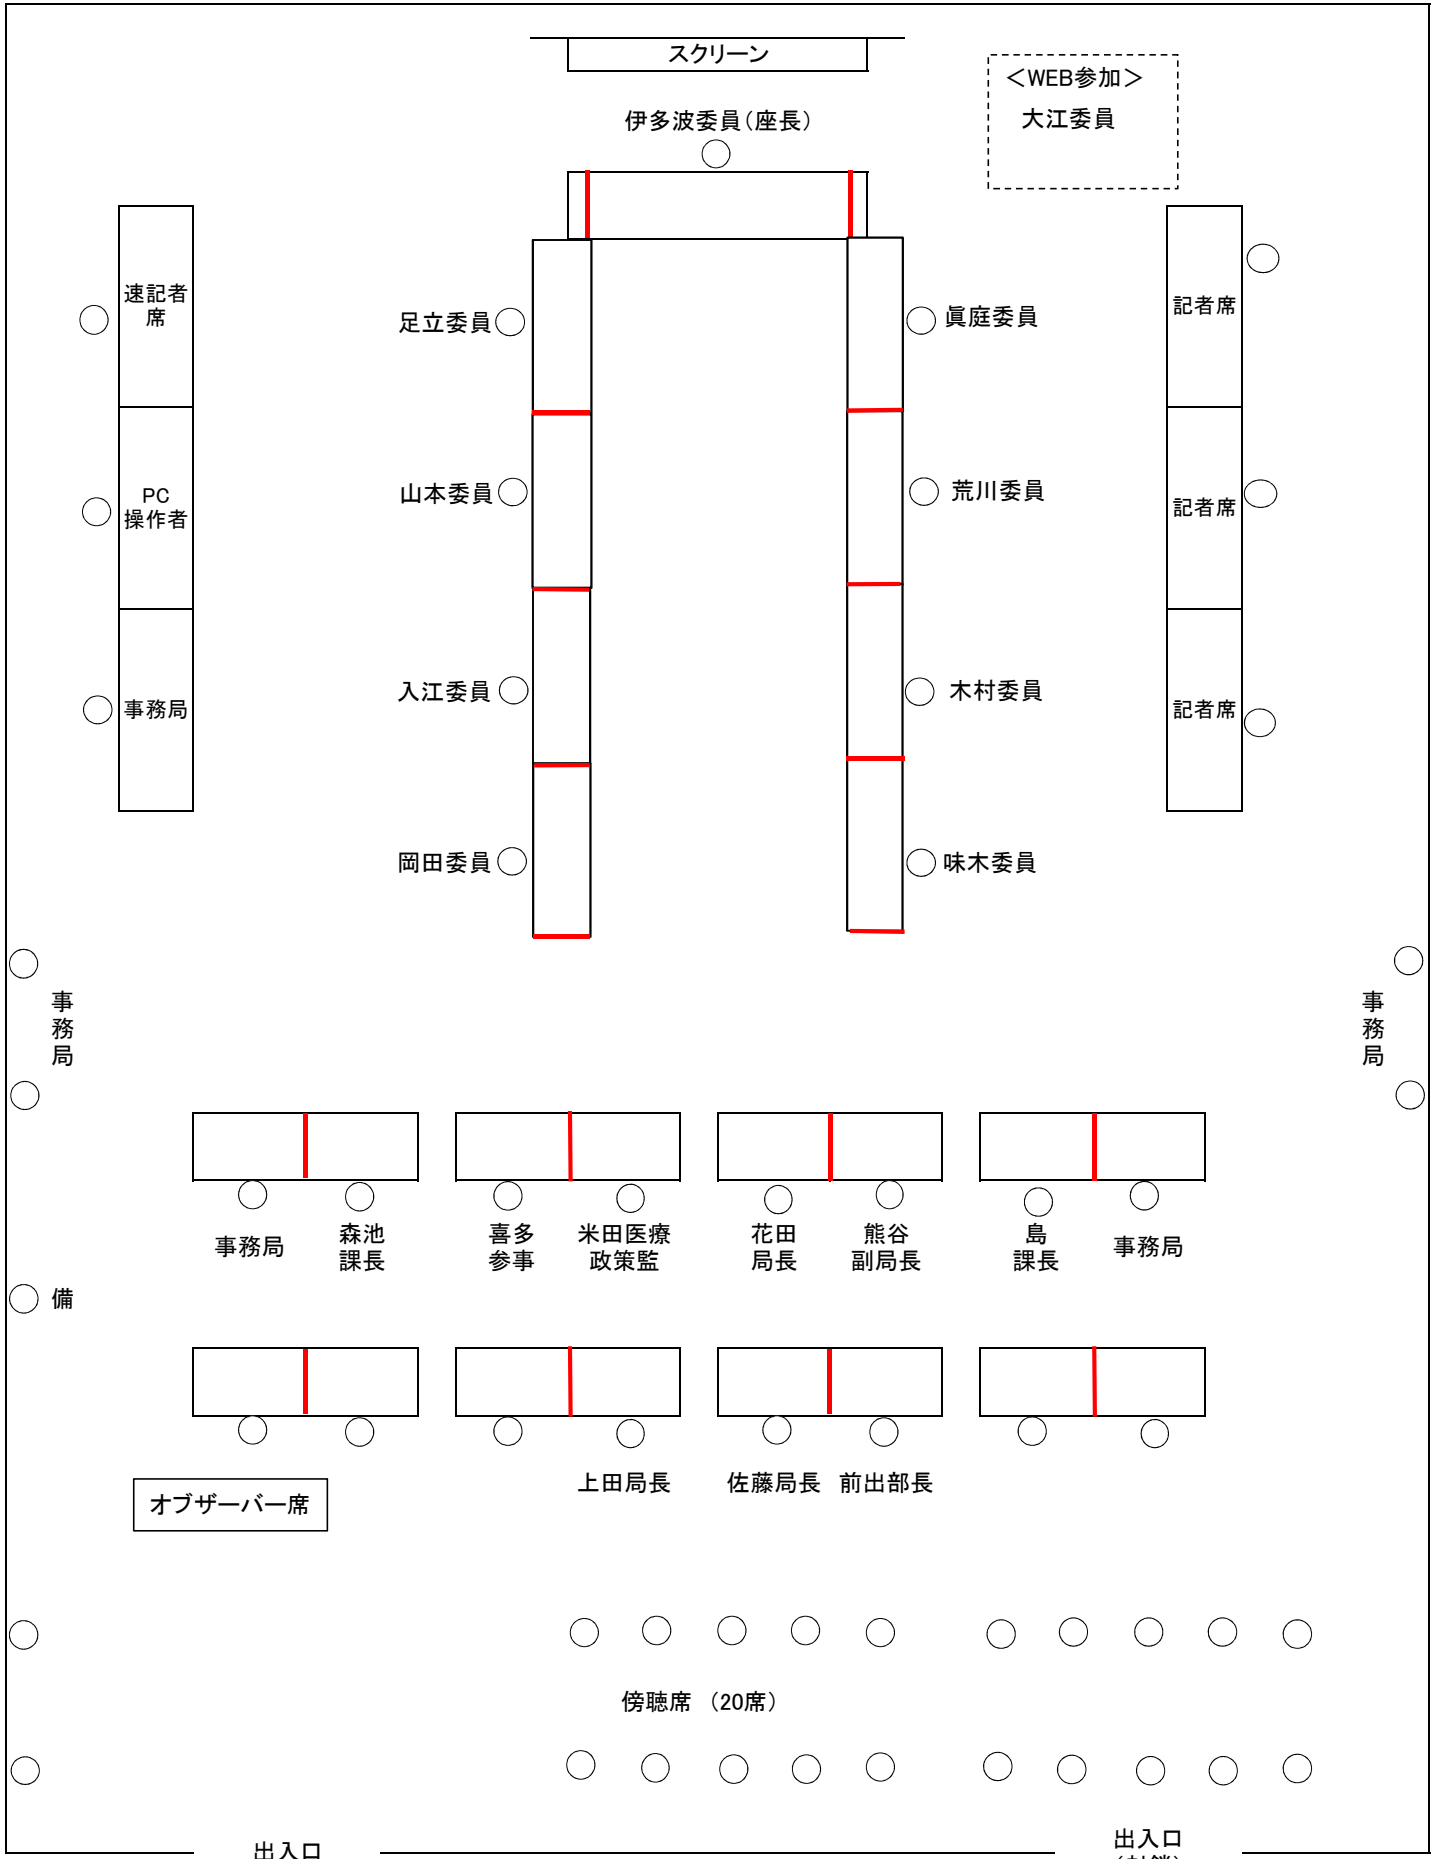 スクリーン
＜WEB参加＞
大江委員
伊多波委員（座長）
速記者
席
足立委員
眞庭委員
記者席
PC
操作者
山本委員
荒川委員
記者席
事務局
入江委員
木村委員
記者席
岡田委員
味木委員
事務局
事務局
事務局
森池
課長
喜多
参事
米田医療
政策監
花田
局長
熊谷
副局長
島
課長
事務局
備
上田局長
佐藤局長
前出部長
オブザーバー席
傍聴席 （20席）
出入口
出入口